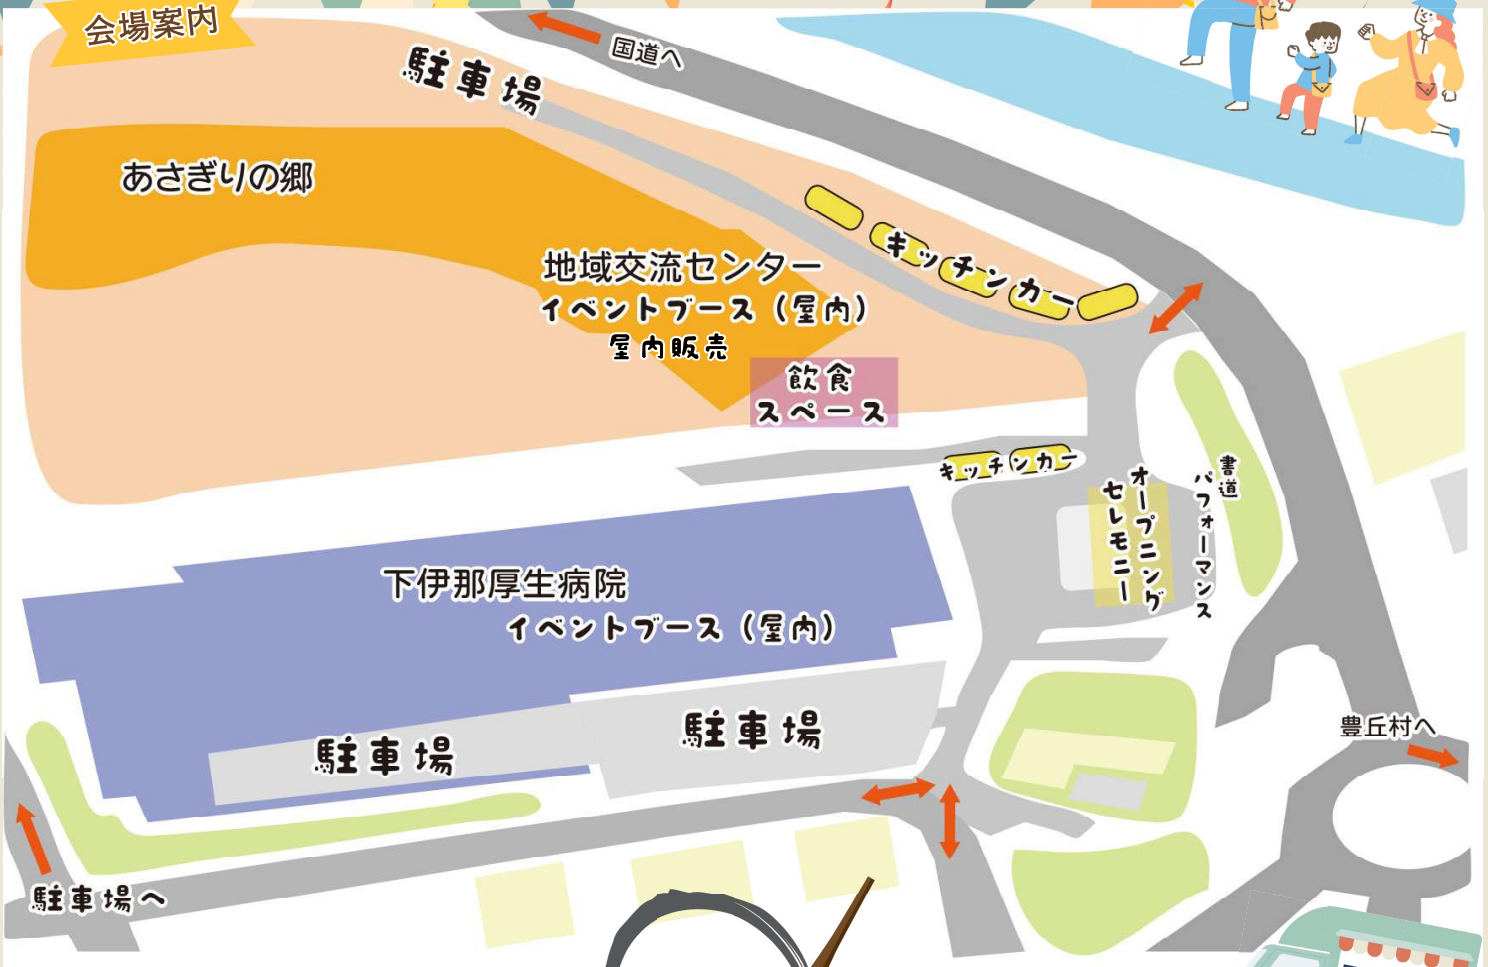 会場案内
国道へ
駐車場
あさぎりの郷
キッチンカー
地域交流センター
イベントブース（屋内）
屋内販売
飲食
スペース
キッチンカー
オープニング
セレモニー
書道
パフォーマンス
下伊那厚生病院
イベントブース（屋内）
駐車場
駐車場
豊丘村へ
駐車場へ